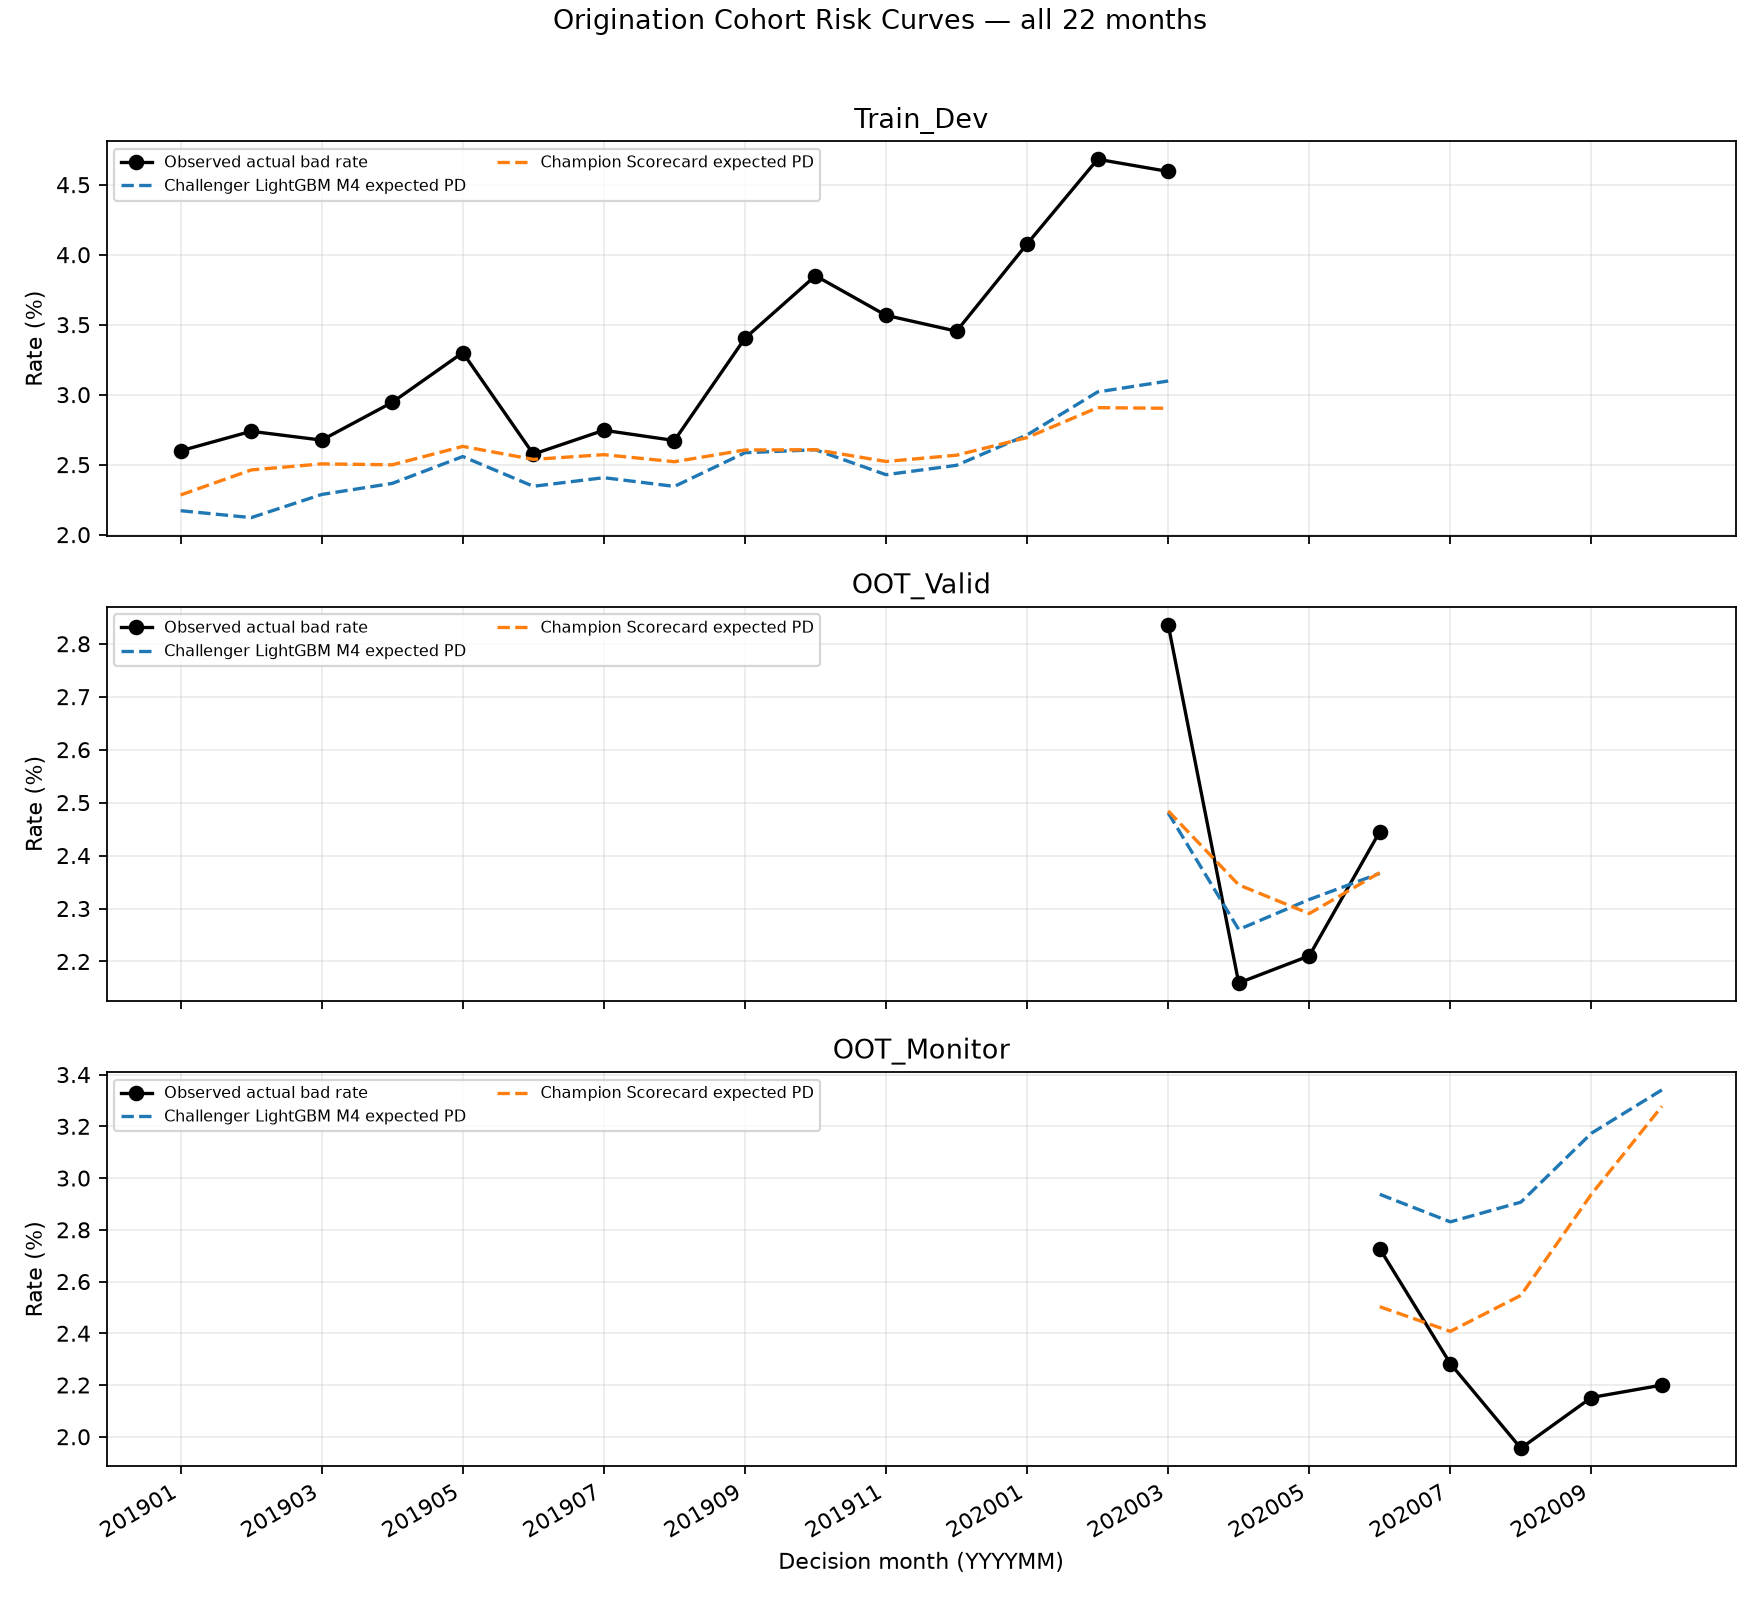 Origination Cohort Risk Curves — all 22 months
Train_Dev
Observed actual bad rate
Challenger LightGBM M4 expected PD
Champion Scorecard expected PD
Rate (%)
4.5
4.0
3.5
3.0
2.5
2.0
OOT_Valid
Observed actual bad rate
Challenger LightGBM M4 expected PD
Champion Scorecard expected PD
Rate (%)
2.8
2.7
2.6
2.5
2.4
2.3
2.2
OOT_Monitor
Observed actual bad rate
Challenger LightGBM M4 expected PD
Champion Scorecard expected PD
Rate (%)
3.4
3.2
3.0
2.8
2.6
2.4
2.2
2.0
201901
201903
201905
201907
201909
201911
202001
202003
202005
202007
202009
Decision month (YYYYMM)